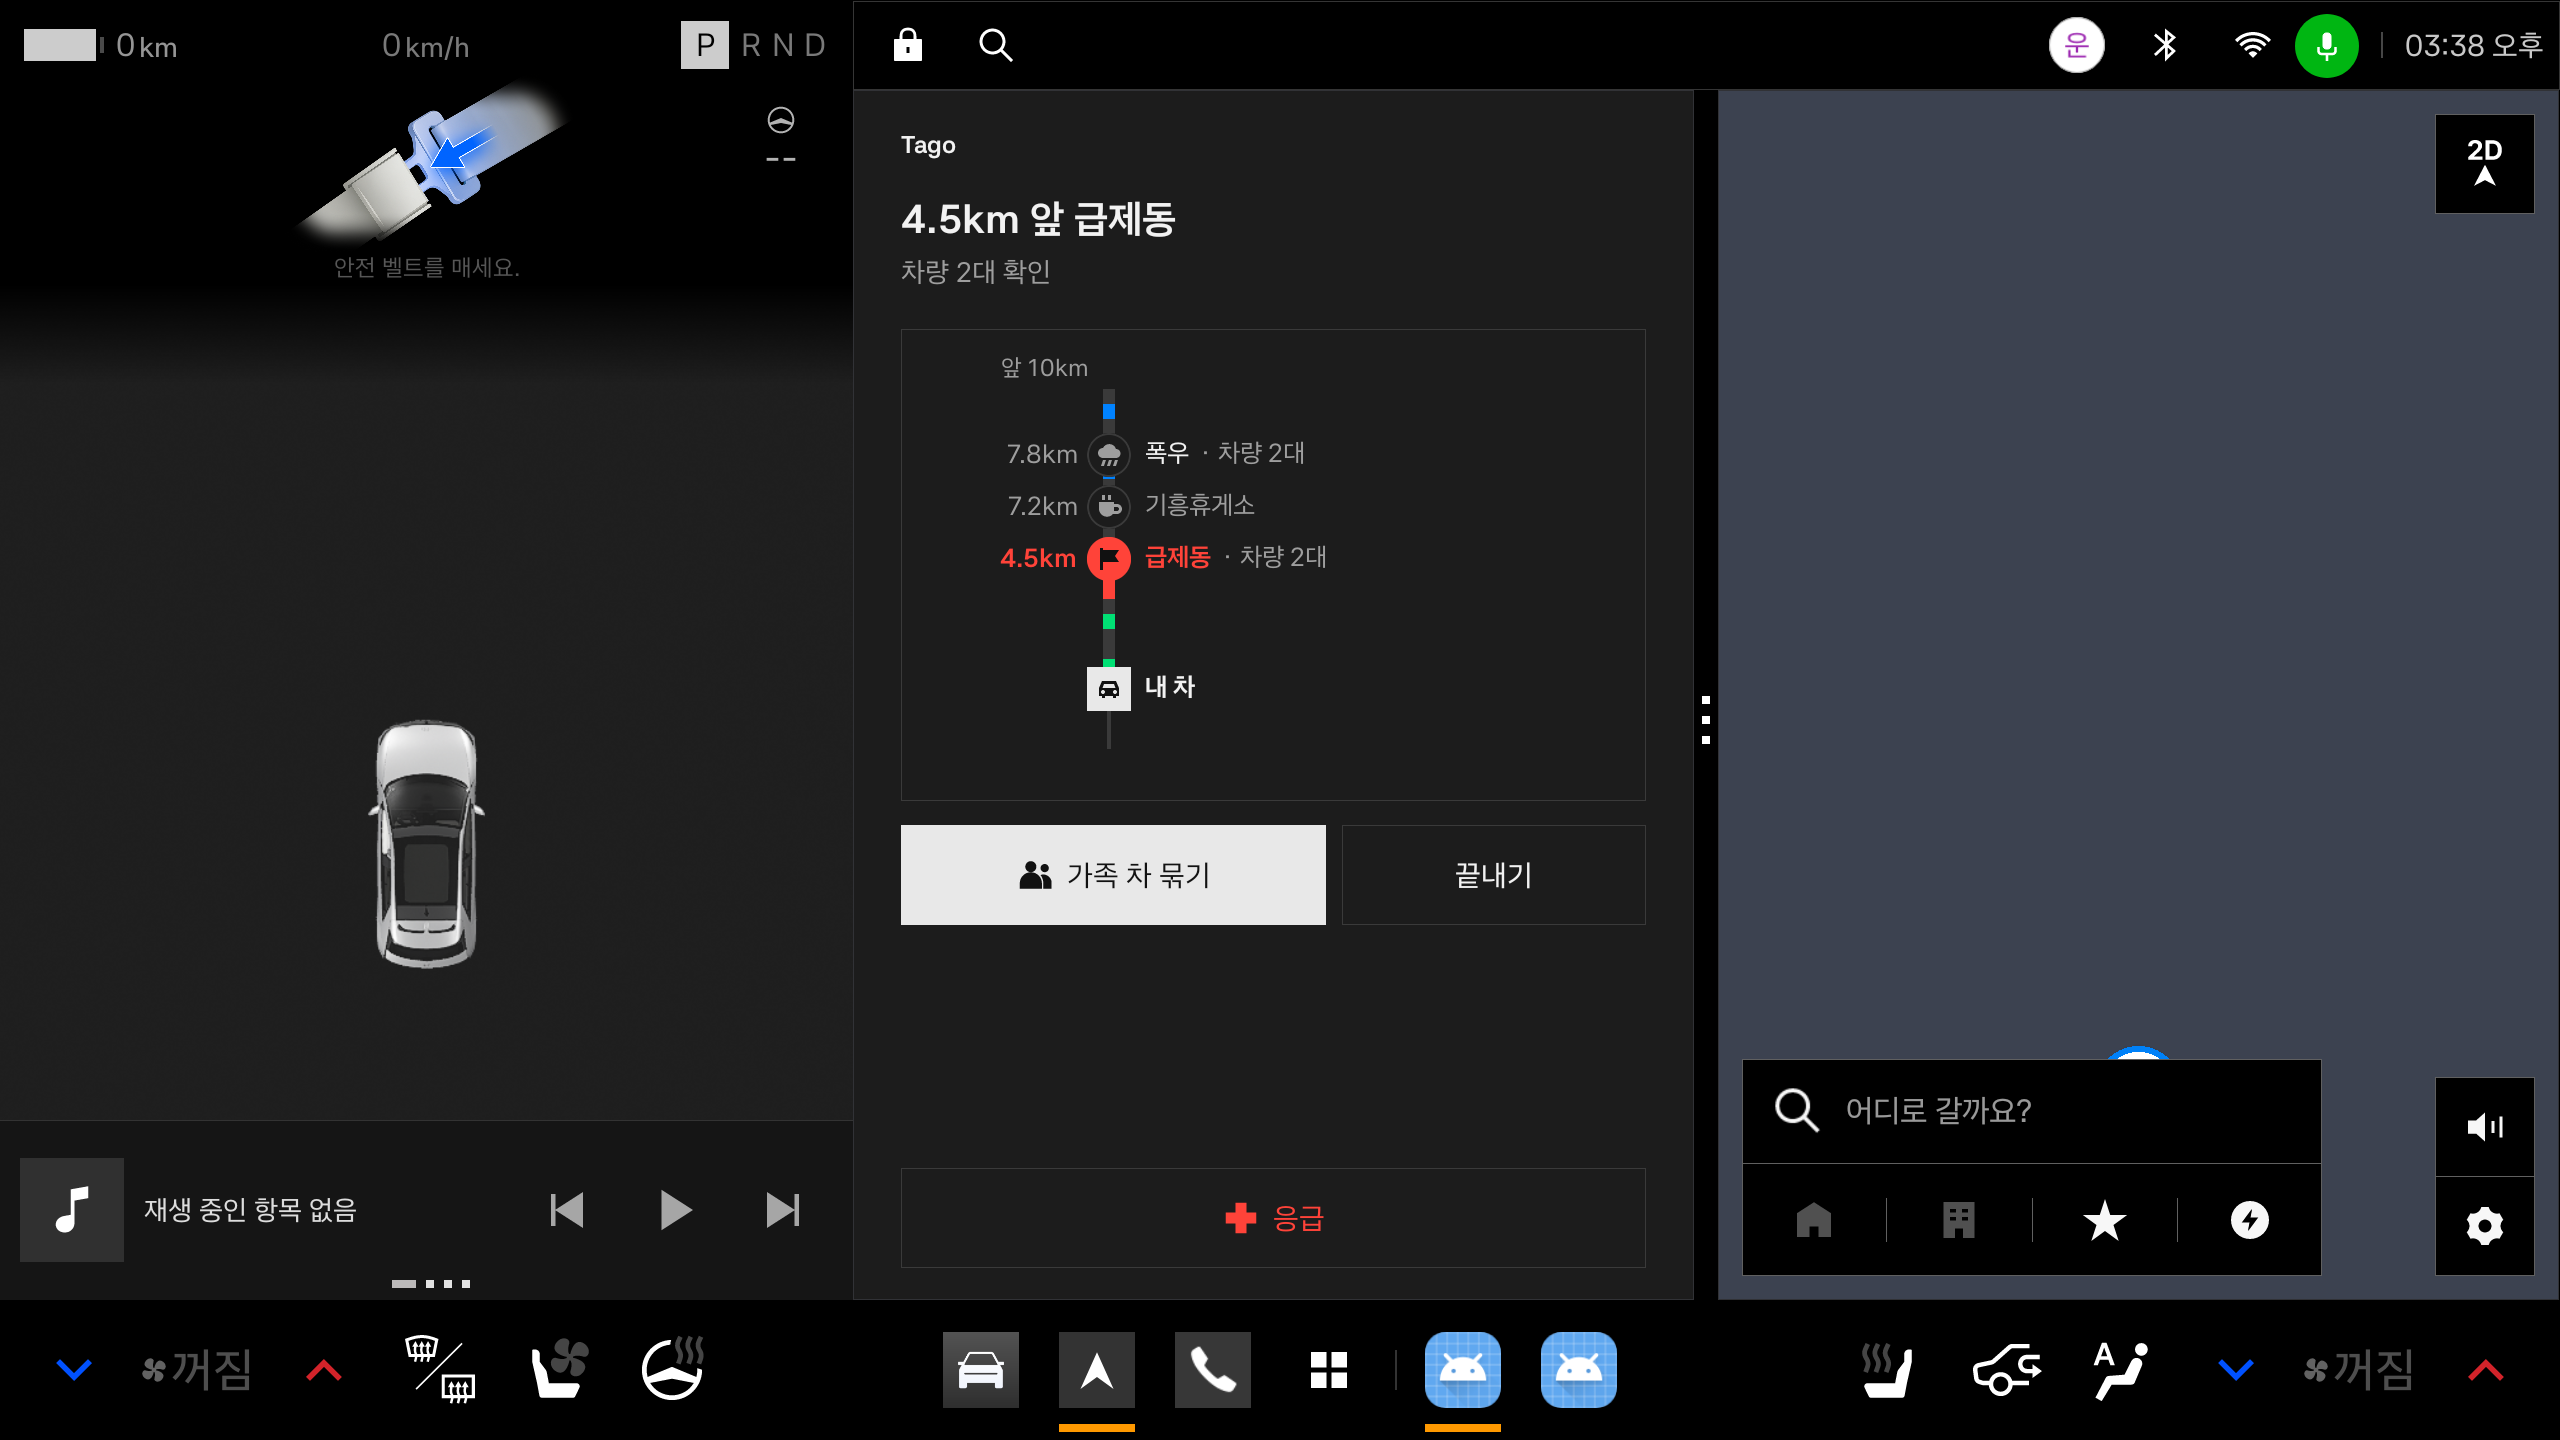 0km
0km/h
P R N D
--
안전 벨트를 매세요.
운
03:38 오후
Tago
4.5km 앞 급제동
차량 2대 확인
앞 10km
7.8km 폭우 · 차량 2대
7.2km 기흥휴게소
4.5km 급제동 · 차량 2대
내 차
가족 차 묶기
끝내기
응급
2D
어디로 갈까요?
재생 중인 항목 없음
꺼짐
A
꺼짐